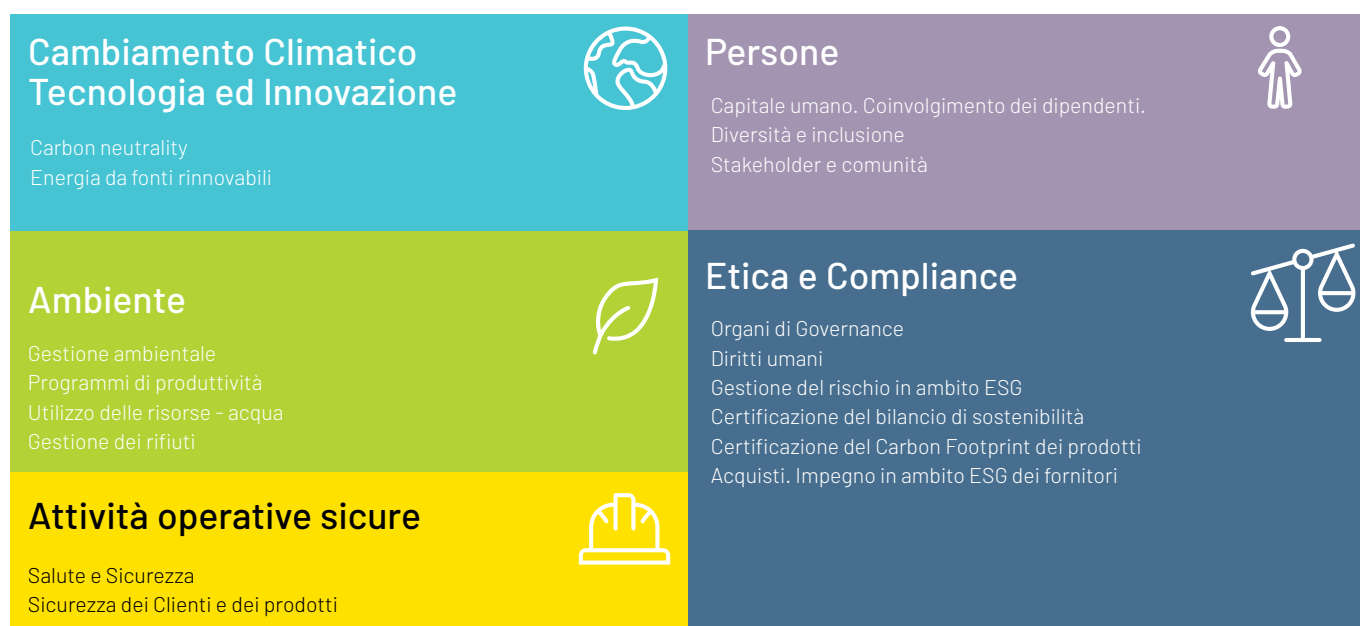 Cambiamento Climatico
Tecnologia ed Innovazione
Carbon neutrality
Energia da fonti rinnovabili
Persone
Capitale umano. Coinvolgimento dei dipendenti.
Diversità e inclusione
Stakeholder e comunità
Ambiente
Gestione ambientale
Programmi di produttività
Utilizzo delle risorse - acqua
Gestione dei rifiuti
Etica e Compliance
Organi di Governance
Diritti umani
Gestione del rischio in ambito ESG
Certificazione del bilancio di sostenibilità
Certificazione del Carbon Footprint dei prodotti
Acquisti. Impegno in ambito ESG dei fornitori
Attività operative sicure
Salute e Sicurezza
Sicurezza dei Clienti e dei prodotti